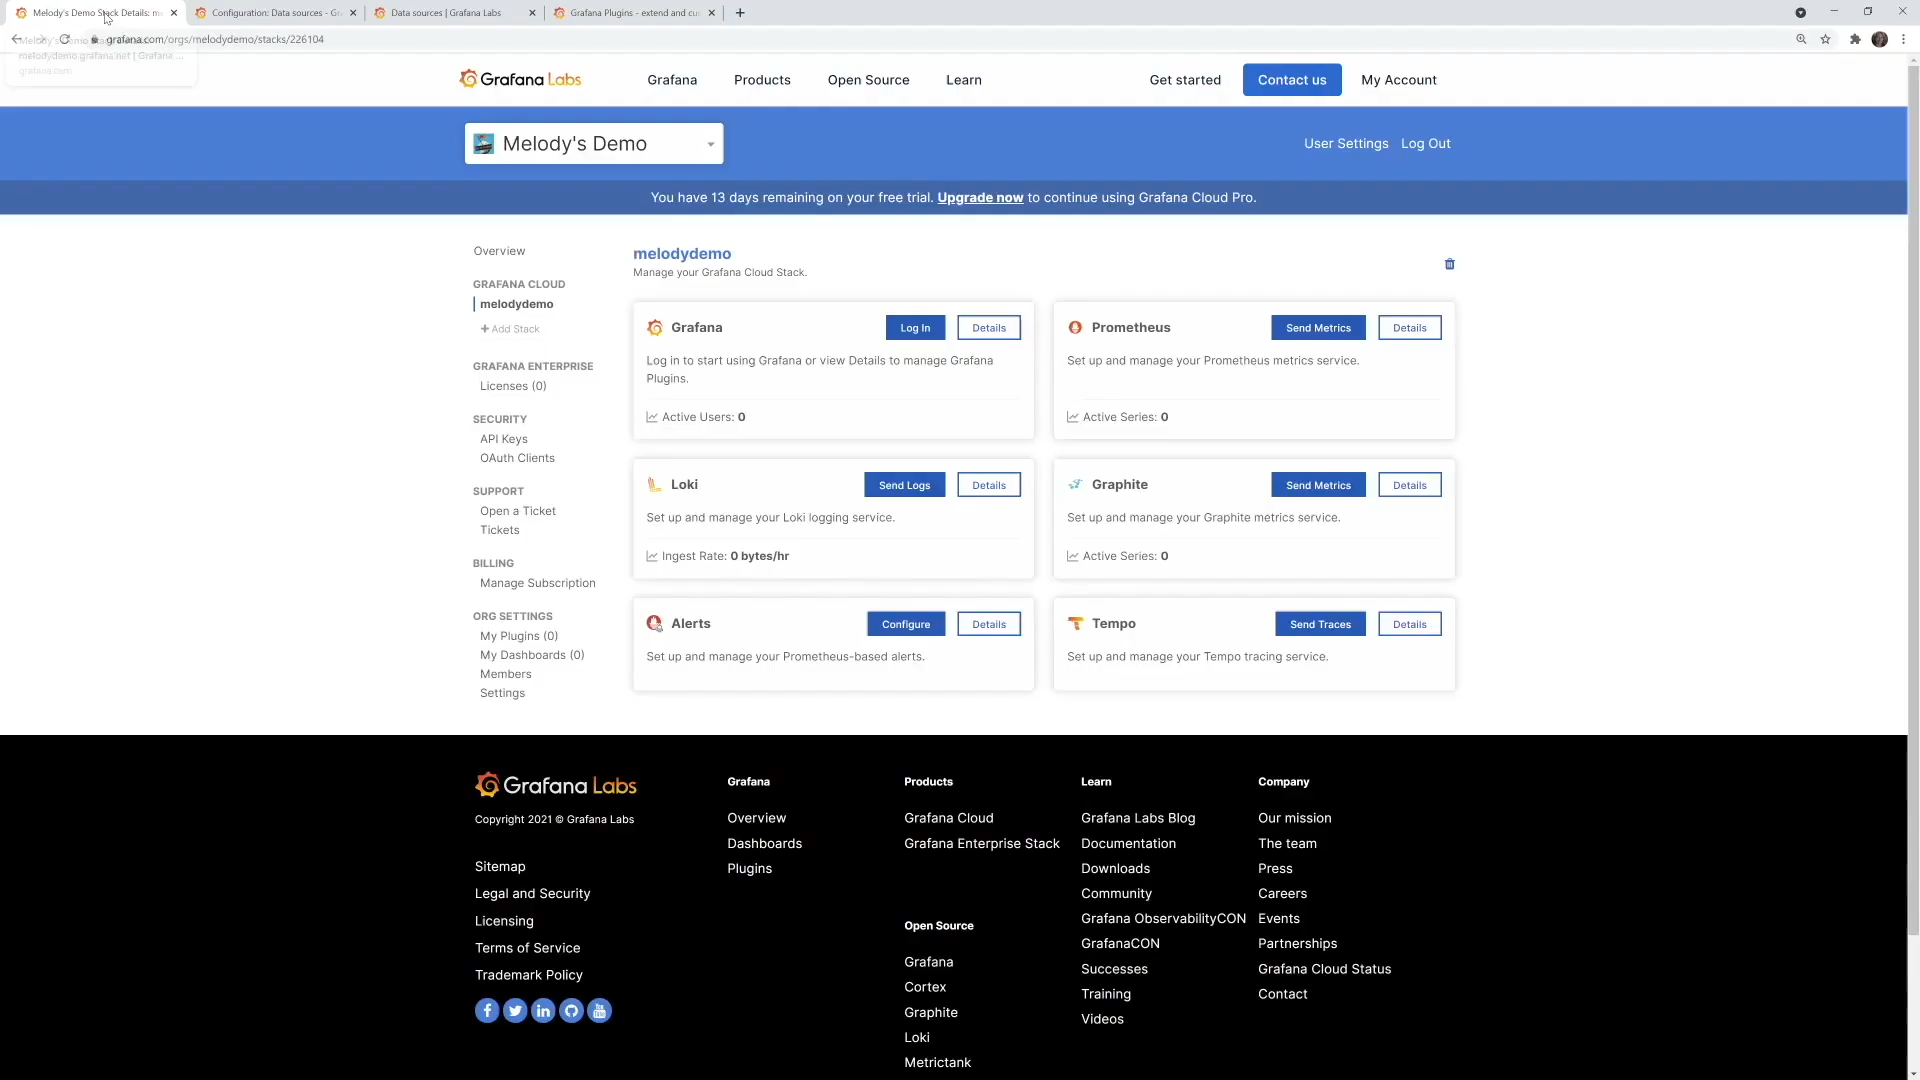 Melody's Demo Stack Details: m
Configuration: Data sources - Gr
Data sources | Grafana Labs
Grafana Plugins - extend and cu
grafana.com/orgs/melodydemo/stacks/226104
melodydemo.grafana.net | Grafana ...
grafana.com
Grafana Labs
Grafana
Products
Open Source
Learn
Get started
Contact us
My Account
Melody's Demo
User Settings
Log Out
You have 13 days remaining on your free trial. Upgrade now to continue using Grafana Cloud Pro.
Overview
GRAFANA CLOUD
melodydemo
+ Add Stack
GRAFANA ENTERPRISE
Licenses (0)
SECURITY
API Keys
OAuth Clients
SUPPORT
Open a Ticket
Tickets
BILLING
Manage Subscription
ORG SETTINGS
My Plugins (0)
My Dashboards (0)
Members
Settings
melodydemo
Manage your Grafana Cloud Stack.
Grafana
Log In
Details
Log in to start using Grafana or view Details to manage Grafana
Plugins.
Active Users: 0
Prometheus
Send Metrics
Details
Set up and manage your Prometheus metrics service.
Active Series: 0
Loki
Send Logs
Details
Set up and manage your Loki logging service.
Ingest Rate: 0 bytes/hr
Graphite
Send Metrics
Details
Set up and manage your Graphite metrics service.
Active Series: 0
Alerts
Configure
Details
Set up and manage your Prometheus-based alerts.
Tempo
Send Traces
Details
Set up and manage your Tempo tracing service.
Grafana Labs
Copyright 2021 © Grafana Labs
Sitemap
Legal and Security
Licensing
Terms of Service
Trademark Policy
Grafana
Overview
Dashboards
Plugins
Products
Grafana Cloud
Grafana Enterprise Stack
Open Source
Grafana
Cortex
Graphite
Loki
Metrictank
Learn
Grafana Labs Blog
Documentation
Downloads
Community
Grafana ObservabilityCON
GrafanaCON
Successes
Training
Videos
Company
Our mission
The team
Press
Careers
Events
Partnerships
Grafana Cloud Status
Contact